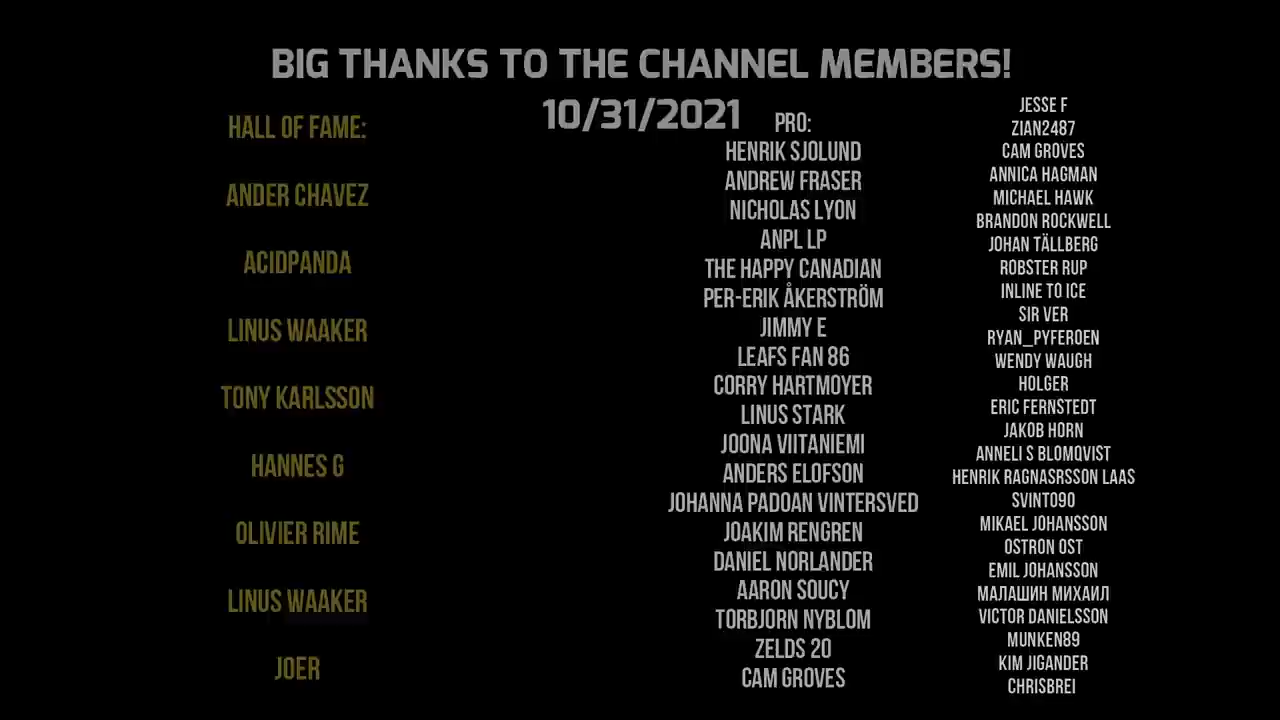 BIG THANKS TO THE CHANNEL MEMBERS!
10/31/2021
HALL OF FAME:
ANDER CHAVEZ
ACIDPANDA
LINUS WAAKER
TONY KARLSSON
HANNES G
OLIVIER RIME
LINUS WAAKER
JOER
PRO:
HENRIK SJOLUND
ANDREW FRASER
NICHOLAS LYON
ANPL LP
THE HAPPY CANADIAN
PER-ERIK ÅKERSTRÖM
JIMMY E
LEAFS FAN 86
CORRY HARTMOYER
LINUS STARK
JOONA VIITANIEMI
ANDERS ELOFSON
JOHANNA PADOAN VINTERSVED
JOAKIM RENGREN
DANIEL NORLANDER
AARON SOUCY
TORBJORN NYBLOM
ZELDS 20
CAM GROVES
JESSE F
ZIAN2487
CAM GROVES
ANNICA HAGMAN
MICHAEL HAWK
BRANDON ROCKWELL
JOHAN TÄLLBERG
ROBSTER RUP
INLINE TO ICE
SIR VER
RYAN_PYFEROEN
WENDY WAUGH
HOLGER
ERIC FERNSTEDT
JAKOB HORN
ANNELI S BLOMQVIST
HENRIK RAGNASRSSON LAAS
SVINTO90
MIKAEL JOHANSSON
OSTRON OST
EMIL JOHANSSON
МАЛАШИН МИХАИЛ
VICTOR DANIELSSON
MUNKEN89
KIM JIGANDER
CHRISBREI